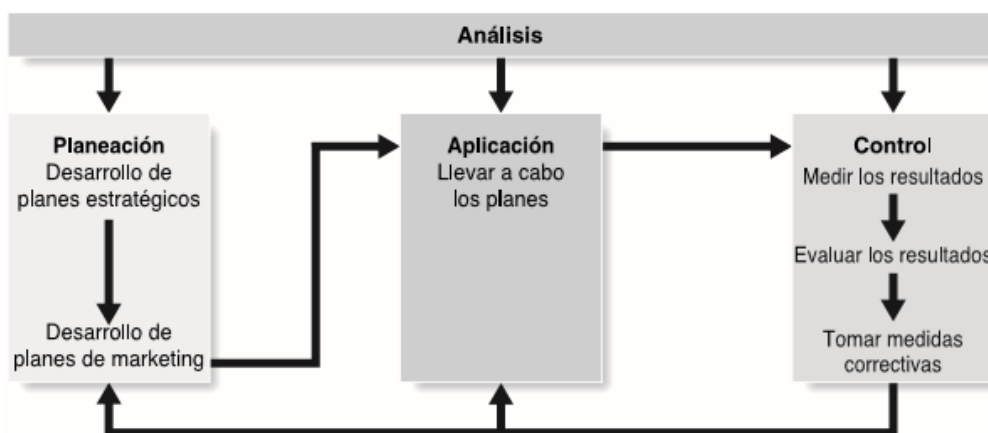 Análisis
Planeación
Desarrollo de
planes estratégicos
Desarrollo de
planes de marketing
Aplicación
Llevar a cabo
los planes
Control
Medir los resultados
Evaluar los resultados
Tomar medidas
correctivas